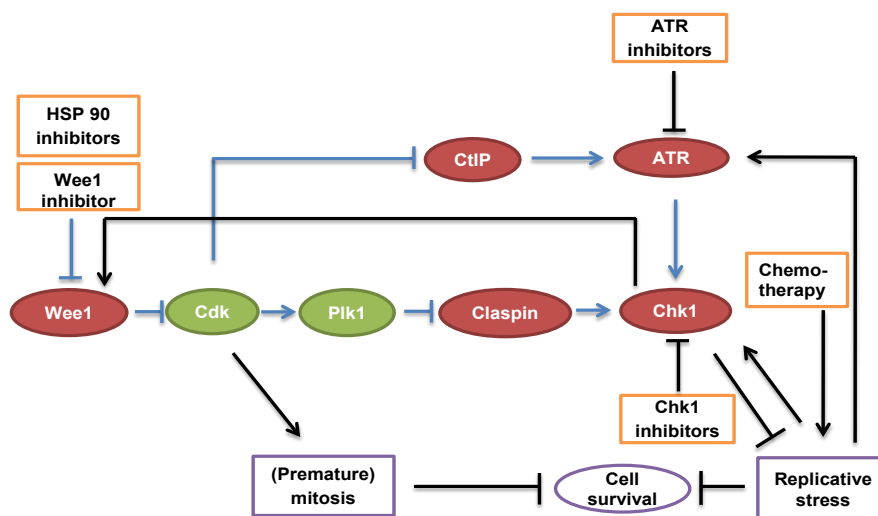 ATR
inhibitors
HSP 90
inhibitors
Wee1
inhibitor
CtIP
ATR
Chemo-
therapy
Wee1
Cdk
Plk1
Claspin
Chk1
Chk1
inhibitors
(Premature)
mitosis
Cell
survival
Replicative
stress